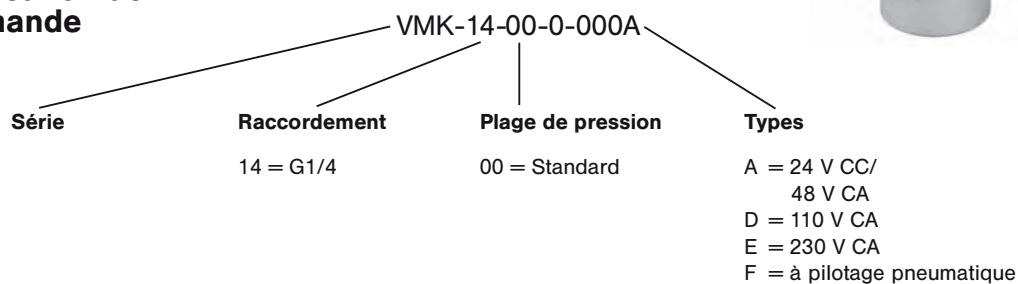 mande
VMK-14-00-0-000A
Série
Raccordement
Plage de pression
Types
14 = G1/4
00 = Standard
A = 24 V CC/
48 V CA
D = 110 V CA
E = 230 V CA
F = à pilotage pneumatique